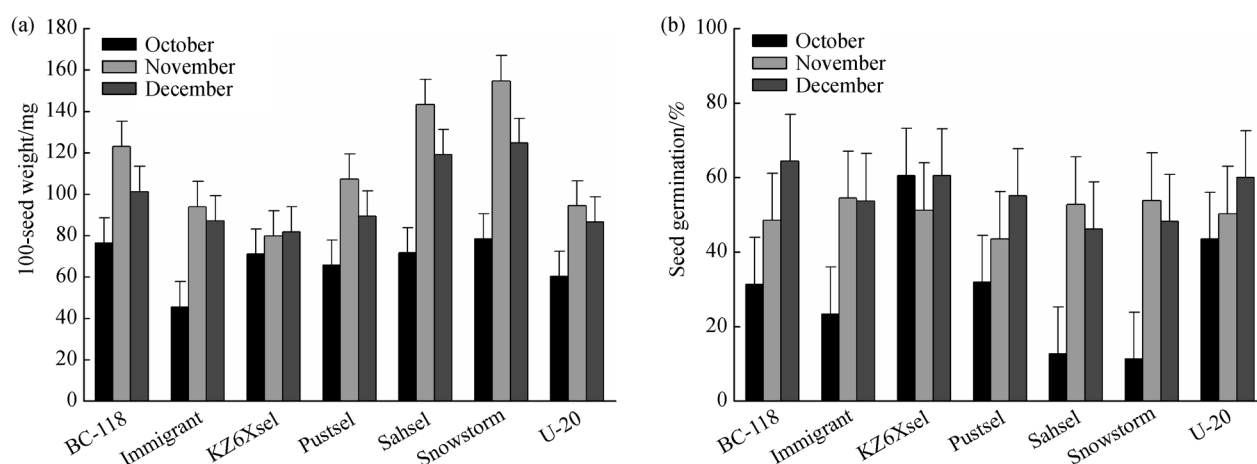 (a)
October
November
December
100-seed weight/mg
180
160
140
120
100
80
60
40
20
0
BC-118
Immigrant
KZ6Xsel
Pustsel
Sahsel
Snowstorm
U-20
(b)
October
November
December
Seed germination/%
100
80
60
40
20
0
BC-118
Immigrant
KZ6Xsel
Pustsel
Sahsel
Snowstorm
U-20